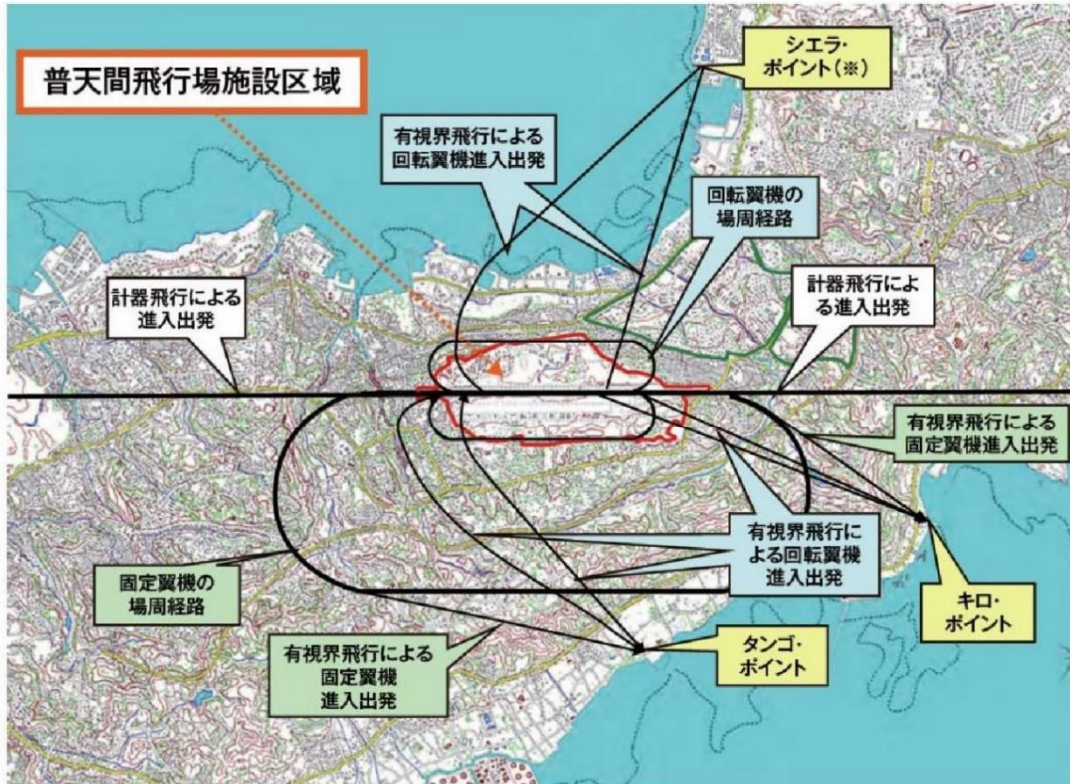 シエラ・
ポイント(※)
普天間飛行場施設区域
有視界飛行による
回転翼機進入出発
回転翼機の
場周経路
計器飛行による
進入出発
計器飛行によ
る進入出発
有視界飛行による
固定翼機進入出発
有視界飛行に
よる回転翼機
進入出発
固定翼機の
場周経路
キロ・
ポイント
有視界飛行による
固定翼機
進入出発
タンゴ・
ポイント